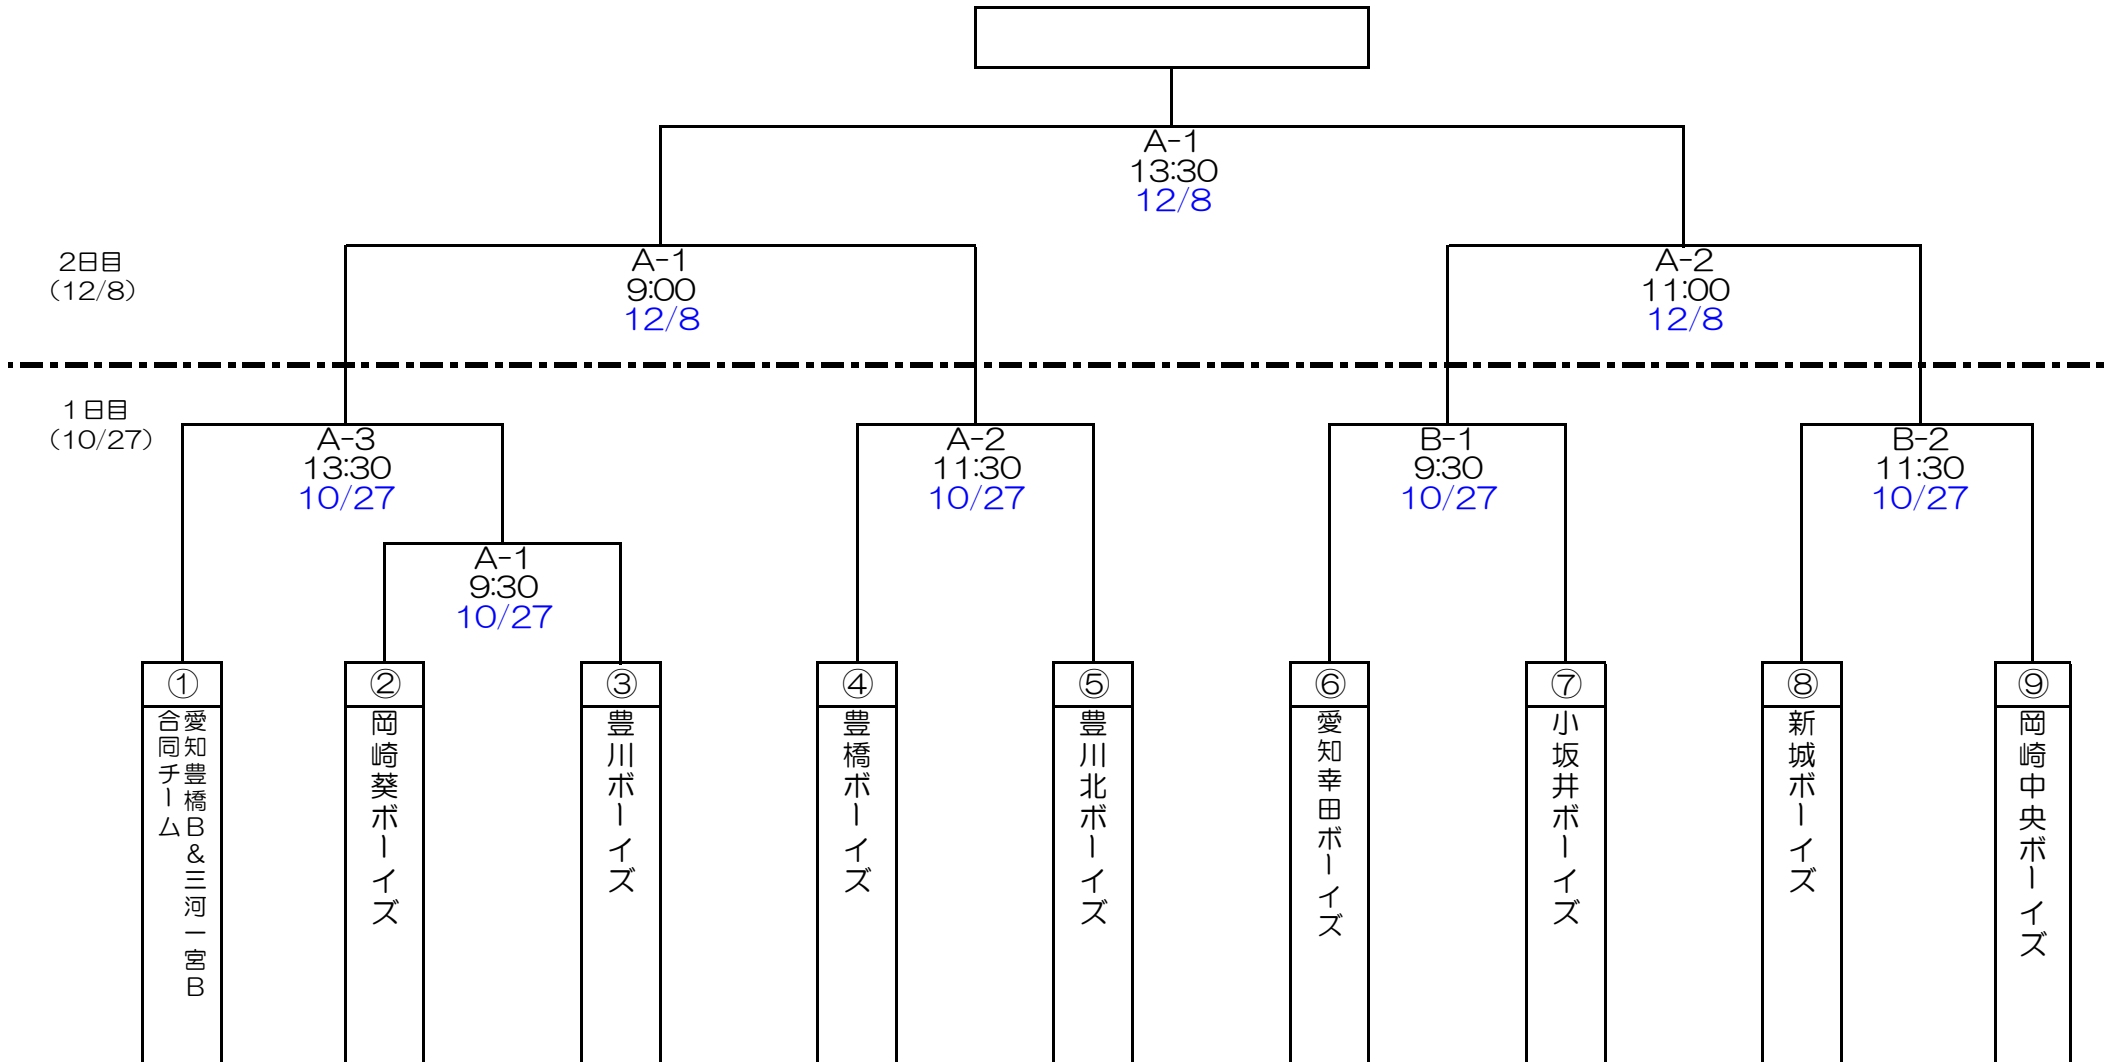 A-1
13:30
12/8
2日目
(12/8)
A-1
9:00
12/8
A-2
11:00
12/8
1日目
(10/27)
A-3
13:30
10/27
A-2
11:30
10/27
B-1
9:30
10/27
B-2
11:30
10/27
A-1
9:30
10/27
①
愛知豊橋B&三河一宮B
合同チーム
②
岡崎葵ボーイズ
③
豊川ボーイズ
④
豊橋ボーイズ
⑤
豊川北ボーイズ
⑥
愛知幸田ボーイズ
⑦
小坂井ボーイズ
⑧
新城ボーイズ
⑨
岡崎中央ボーイズ